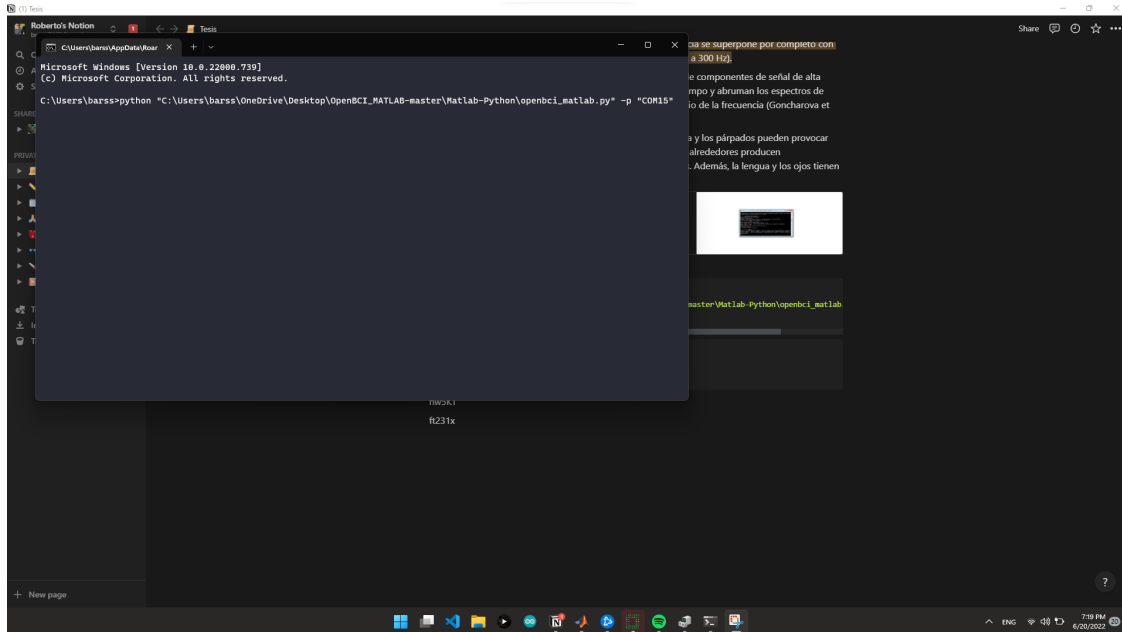 (1) Tesis
Roberto's Notion
1
Tesis
Share
C:\Users\barss\AppData\Roar
Microsoft Windows [Version 10.0.22000.739]
(c) Microsoft Corporation. All rights reserved.
C:\Users\barss>python "C:\Users\barss\OneDrive\Desktop\OpenBCI_MATLAB-master\Matlab-Python\openbci_matlab.py" -p "COM15"
se superpone por completo con
a 300 Hz).
e componentes de señal de alta
mpo y abruman los espectros de
io de la frecuencia (Goncharova et
a y los párpados pueden provocar
alrededores producen
. Además, la lengua y los ojos tienen
master\Matlab-Python\openbci_matlab
SHAR
PRIVAT
ft231x
+ New page
?
ENG
7:19 PM
6/20/2022
20